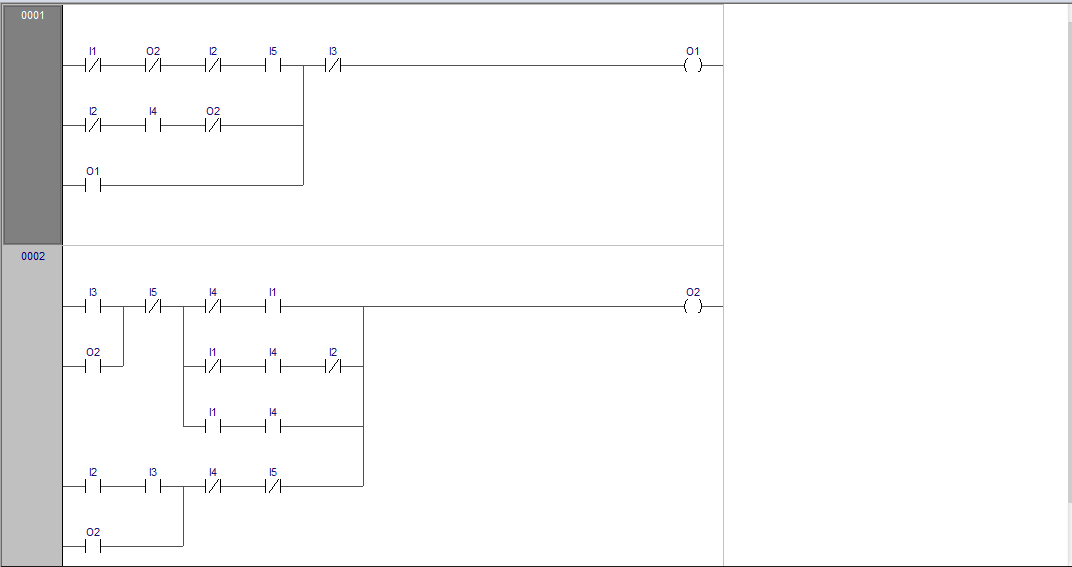 0001
I1 O2 I2 I5 I3 O1
I2 I4 O2
O1
0002
I3 I5 I4 I1 O2
O2 I1 I4 I2
I1 I4
I2 I3 I4 I5
O2